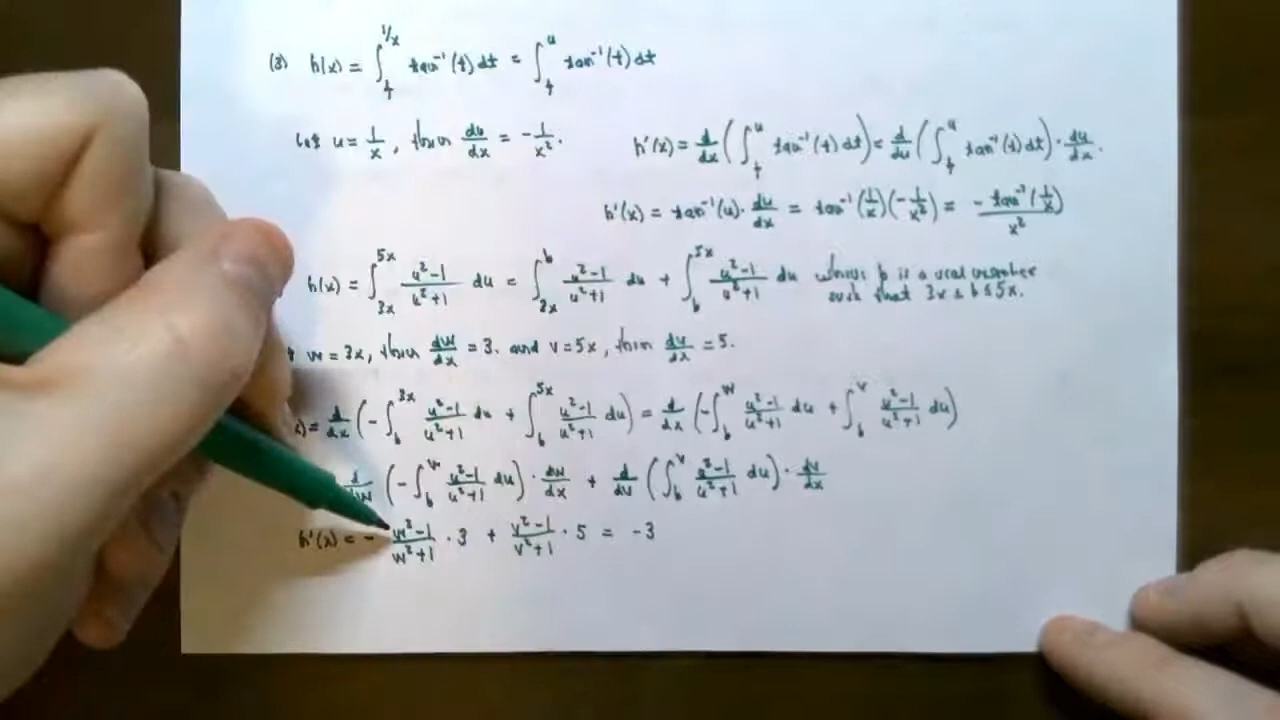 (3) h(x) = ∫_4^{1/x} tan⁻¹(t) dt = ∫_4^u tan⁻¹(t) dt
Let u = 1/x, then du/dx = -1/x².
h'(x) = d/dx (∫_4^u tan⁻¹(t) dt) = d/du (∫_4^u tan⁻¹(t) dt) · du/dx.
h'(x) = tan⁻¹(u) · du/dx = tan⁻¹(1/x)(-1/x²) = - tan⁻¹(1/x)/x²
h(x) = ∫_{3x}^{5x} (u²-1)/(u²+1) du = ∫_{3x}^b (u²-1)/(u²+1) du + ∫_b^{5x} (u²-1)/(u²+1) du where b is a real number
such that 3x ≤ b ≤ 5x.
w = 3x, then dw/dx = 3. and v = 5x, then dv/dx = 5.
= d/dx (-∫_b^{3x} (u²-1)/(u²+1) du + ∫_b^{5x} (u²-1)/(u²+1) du) = d/dx (-∫_b^w (u²-1)/(u²+1) du + ∫_b^v (u²-1)/(u²+1) du)
d/dw (-∫_b^w (u²-1)/(u²+1) du) · dw/dx + d/dv (∫_b^v (u²-1)/(u²+1) du) · dv/dx
h'(x) = - (w²-1)/(w²+1) · 3 + (v²-1)/(v²+1) · 5 = -3